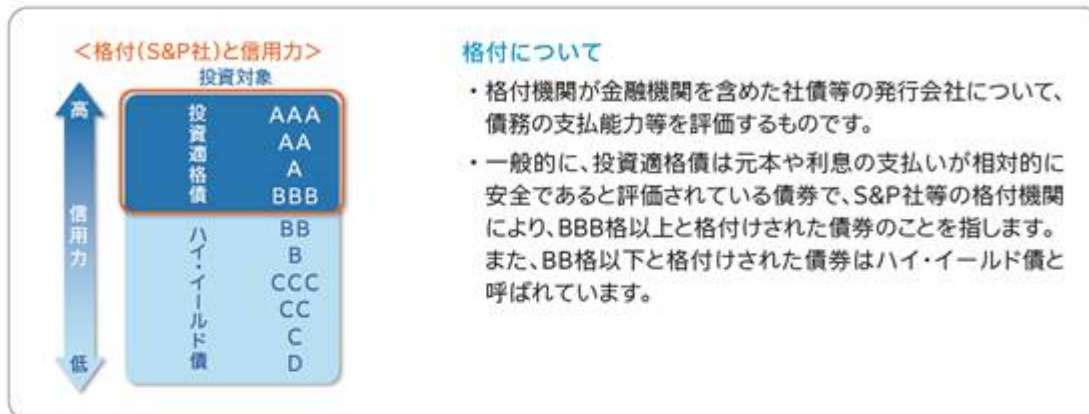 <格付(S&P社)と信用力>
投資対象
高
信用力
低
投資適格債
AAA
AA
A
BBB
ハイ・イールド債
BB
B
CCC
CC
C
D
格付について
・格付機関が金融機関を含めた社債等の発行会社について、
債務の支払能力等を評価するものです。
・一般的に、投資適格債は元本や利息の支払いが相対的に
安全であると評価されている債券で、S&P社等の格付機関
により、BBB格以上と格付けされた債券のことを指します。
また、BB格以下と格付けされた債券はハイ・イールド債と
呼ばれています。